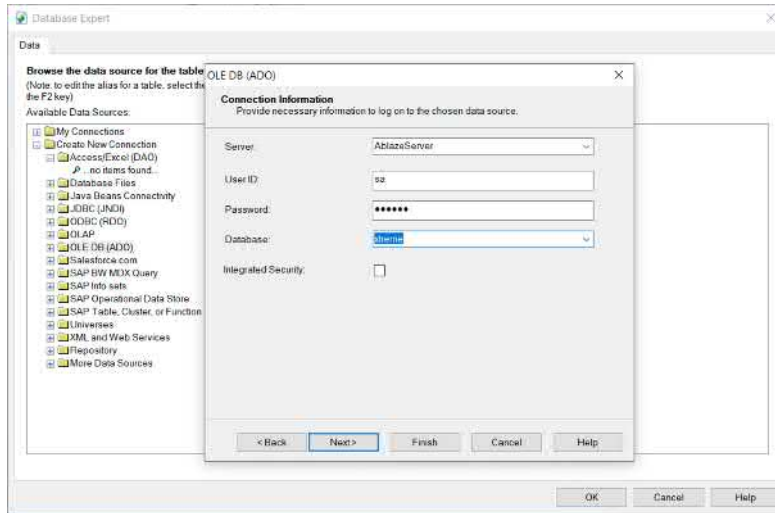 Database Expert
Data
Browse the data source for the table
(Note: to edit the alias for a table, select the
the F2 key)
Available Data Sources:
My Connections
Create New Connection
Access/Excel (DAO)
...no items found...
Database Files
Java Beans Connectivity
JDBC (JNDI)
ODBC (RDO)
OLAP
OLE DB (ADO)
Salesforce.com
SAP BW MDX Query
SAP Info sets
SAP Operational Data Store
SAP Table, Cluster, or Function
Universes
XML and Web Services
Repository
More Data Sources
OLE DB (ADO)
Connection Information
Provide necessary information to log on to the chosen data source.
Server: AblazeServer
User ID: sa
Password: ••••••
Database: xtreme
Integrated Security:
< Back Next > Finish Cancel Help
OK Cancel Help